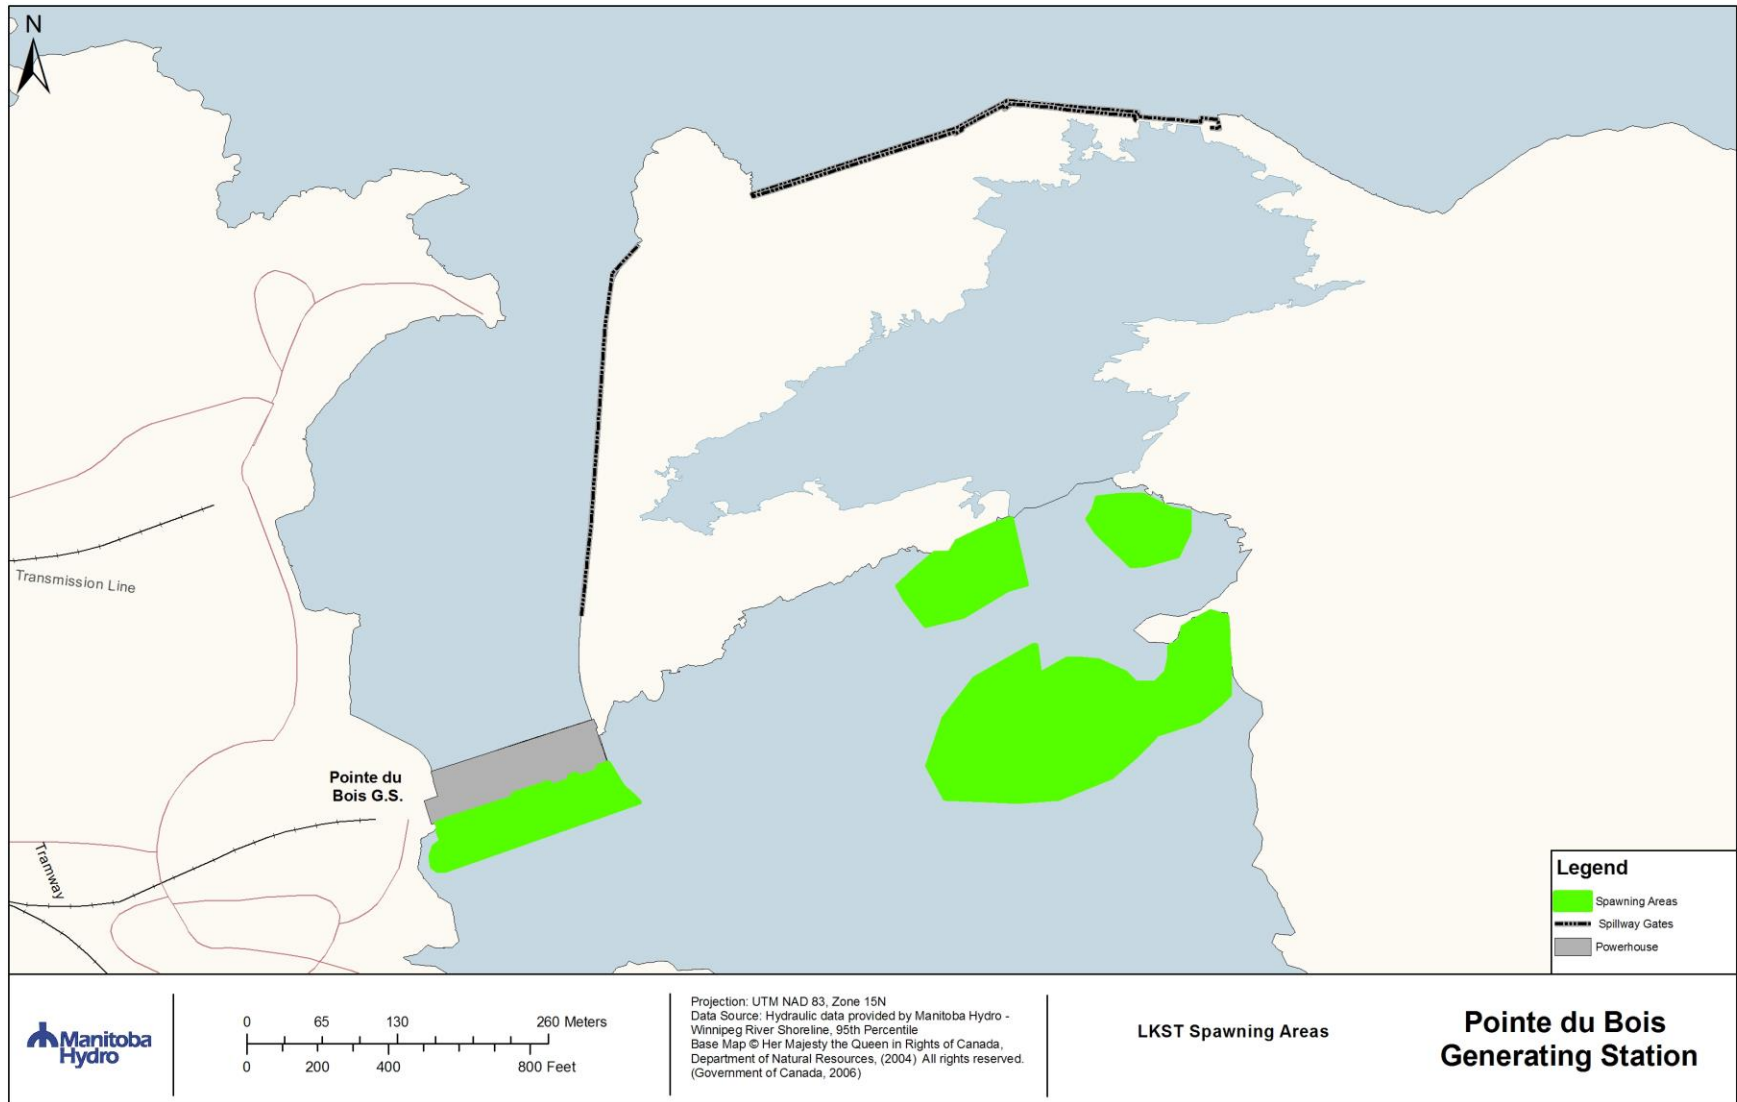 N
Transmission Line
Pointe du
Bois G.S.
Tramway
Legend
Spawning Areas
Spillway Gates
Powerhouse
Manitoba
Hydro
0 65 130 260 Meters
0 200 400 800 Feet
Projection: UTM NAD 83, Zone 15N
Data Source: Hydraulic data provided by Manitoba Hydro -
Winnipeg River Shoreline, 95th Percentile
Base Map © Her Majesty the Queen in Rights of Canada,
Department of Natural Resources, (2004) All rights reserved.
(Government of Canada, 2006)
LKST Spawning Areas
Pointe du Bois
Generating Station